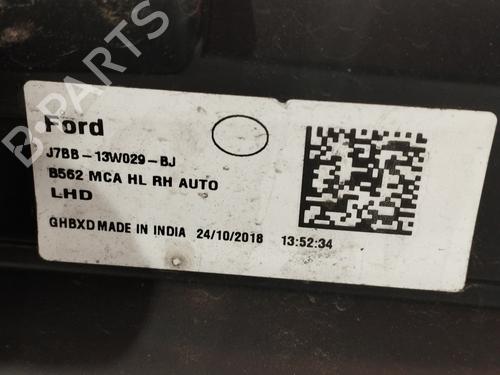 B-PARTS
Ford
J7BB-13W029-BJ
B562 MCA HL RH AUTO
LHD
GHBXD MADE IN INDIA 24/10/2018 13:52:34